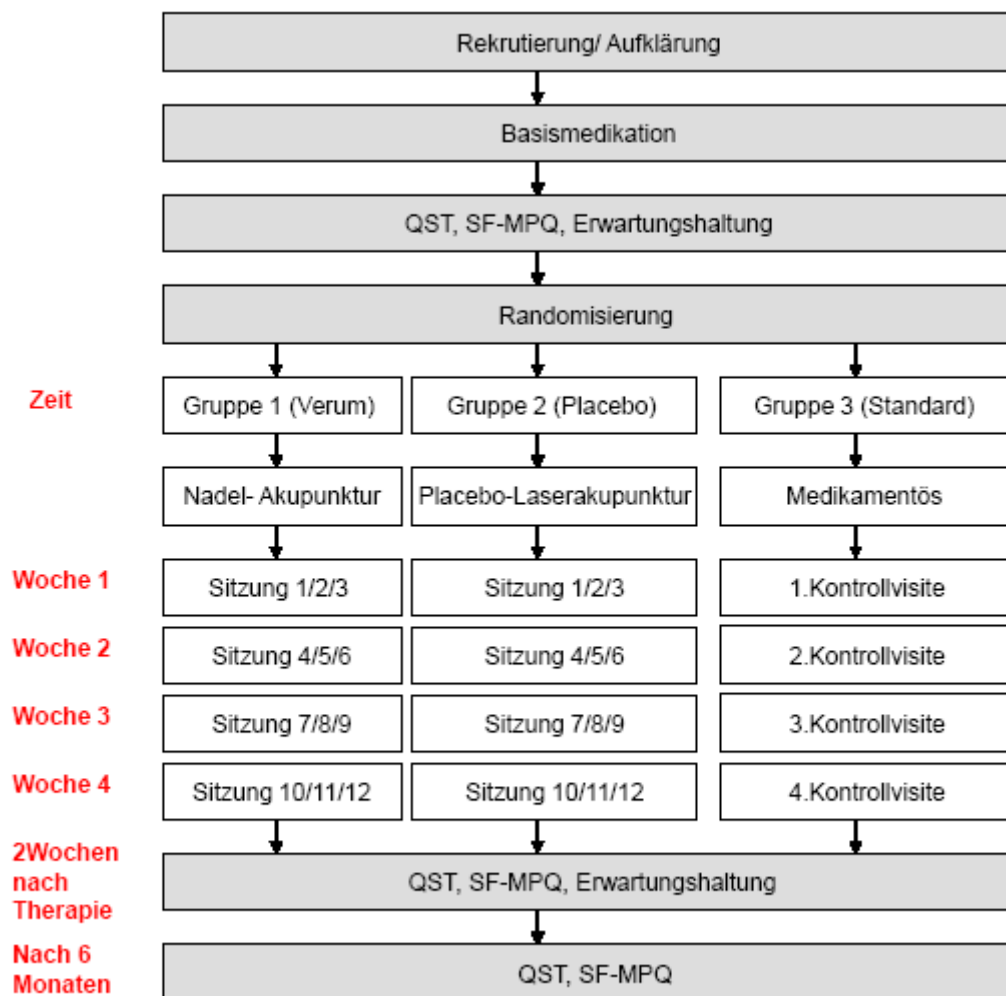 Rekrutierung/ Aufklärung
Basismedikation
QST, SF-MPQ, Erwartungshaltung
Randomisierung
Zeit
Gruppe 1 (Verum)
Gruppe 2 (Placebo)
Gruppe 3 (Standard)
Nadel- Akupunktur
Placebo-Laserakupunktur
Medikamentös
Woche 1
Sitzung 1/2/3
Sitzung 1/2/3
1.Kontrollvisite
Woche 2
Sitzung 4/5/6
Sitzung 4/5/6
2.Kontrollvisite
Woche 3
Sitzung 7/8/9
Sitzung 7/8/9
3.Kontrollvisite
Woche 4
Sitzung 10/11/12
Sitzung 10/11/12
4.Kontrollvisite
2Wochen
nach
Therapie
QST, SF-MPQ, Erwartungshaltung
Nach 6
Monaten
QST, SF-MPQ